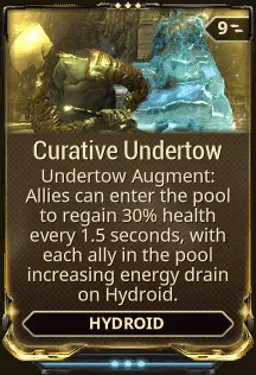 9
Curative Undertow
Undertow Augment:
Allies can enter the pool
to regain 30% health
every 1.5 seconds, with
each ally in the pool
increasing energy drain
on Hydroid.
HYDROID